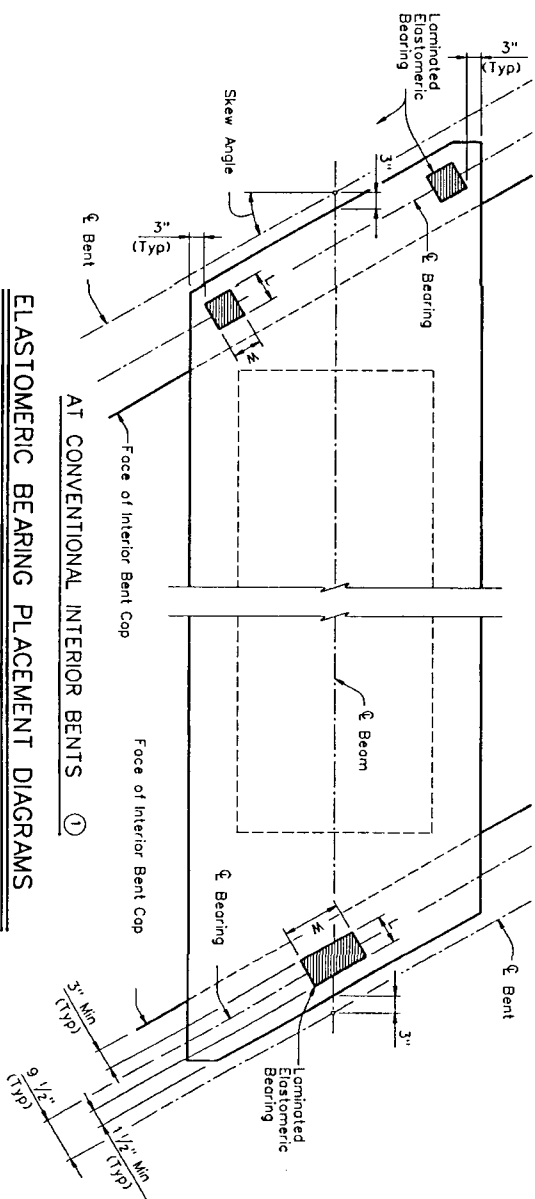 3"
(Typ)
Laminated
Elastomeric
Bearing
3"
℄ Bearing
Skew Angle
3"
(Typ)
L
W
℄ Bent
Face of Interior Bent Cap
℄ Beam
Face of Interior Bent Cap
℄ Bearing
W
L
℄ Bent
3"
Laminated
Elastomeric
Bearing
3" Min
(Typ)
9 1/2"
(Typ)
1 1/2" Min
(Typ)
AT CONVENTIONAL INTERIOR BENTS ①
ELASTOMERIC BEARING PLACEMENT DIAGRAMS